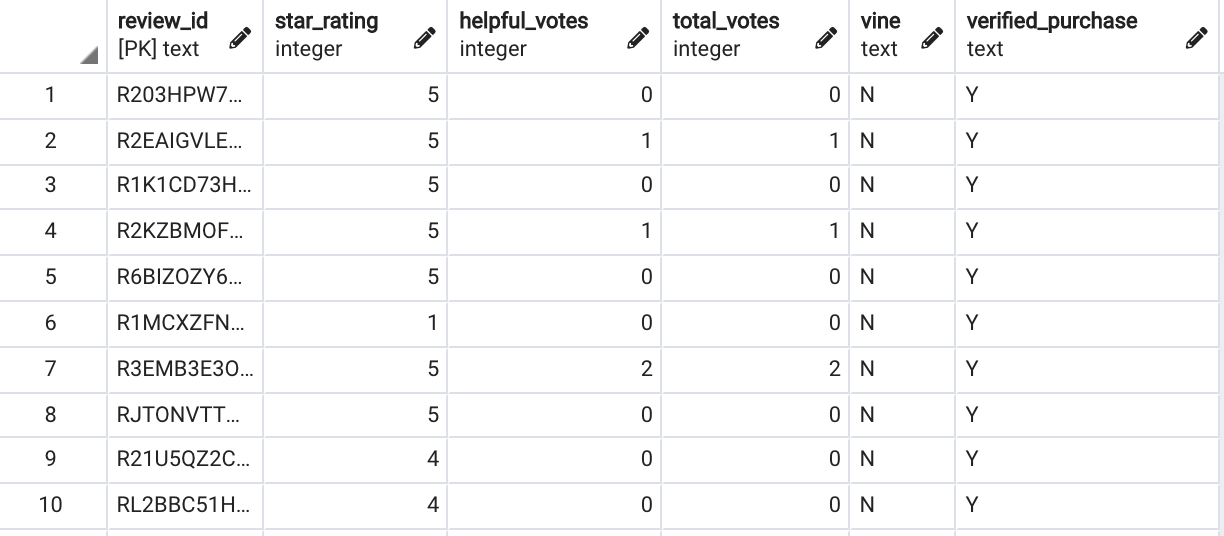 review_id star_rating helpful_votes total_votes vine verified_purchase
[PK] text integer integer integer text text
1 R203HPW7... 5 0 0 N Y
2 R2EAIGVLE... 5 1 1 N Y
3 R1K1CD73H... 5 0 0 N Y
4 R2KZBMOF... 5 1 1 N Y
5 R6BIZOZY6... 5 0 0 N Y
6 R1MCXZFN... 1 0 0 N Y
7 R3EMB3E3O... 5 2 2 N Y
8 RJTONVTT... 5 0 0 N Y
9 R21U5QZ2C... 4 0 0 N Y
10 RL2BBC51H... 4 0 0 N Y